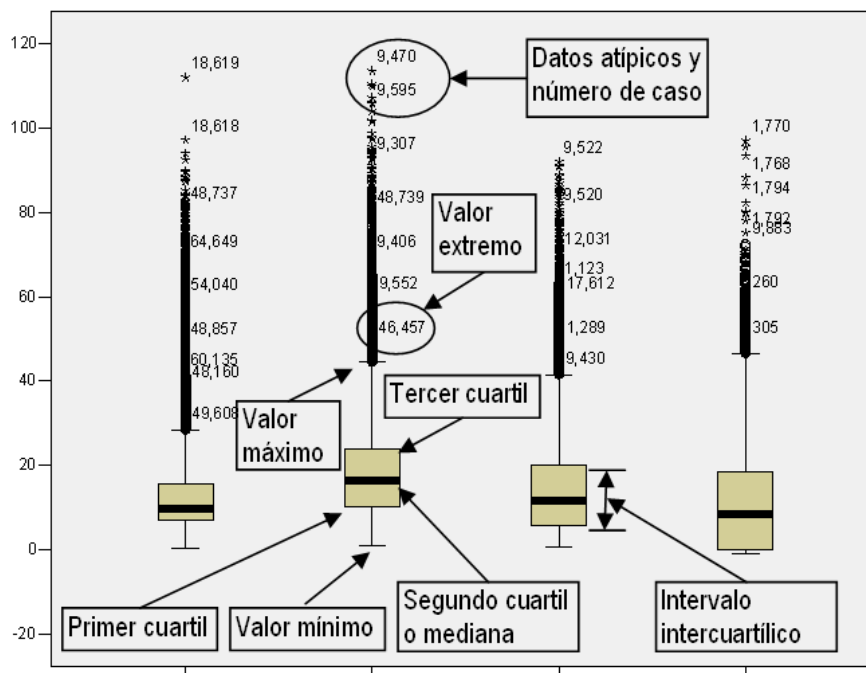 120
100
80
60
40
20
0
-20
18,619
18,618
48,737
64,649
54,040
48,857
60,135
48,160
49,608
9,470
9,595
9,307
48,739
9,406
9,552
46,457
9,522
9,520
12,031
1,123
17,612
1,289
9,430
1,770
1,768
1,794
1,792
9,883
260
305
Datos atípicos y
número de caso
Valor
extremo
Valor
máximo
Tercer cuartil
Primer cuartil
Valor mínimo
Segundo cuartil
o mediana
Intervalo
intercuartílico